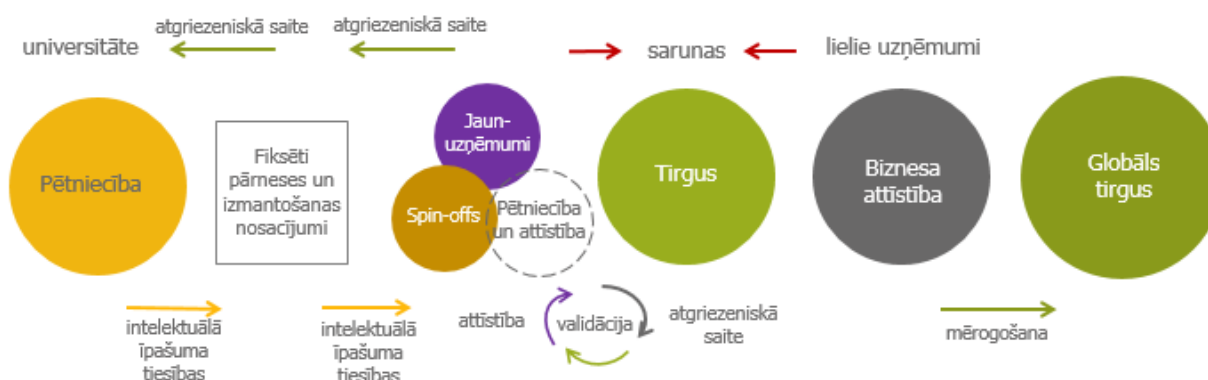 atgriezeniskā saite
atgriezeniskā saite
universitāte
sarunas
lielie uzņēmumi
Pētniecība
Fiksēti
pārneses un
izmantošanas
nosacījumi
Jaun-
uzņēmumi
Spin-offs
Pētniecība
un attīstība
Tirgus
Biznesa
attīstība
Globāls
tirgus
intelektuālā
īpašuma
tiesības
intelektuālā
īpašuma
tiesības
attīstība
validācija
atgriezeniskā
saite
mērogošana